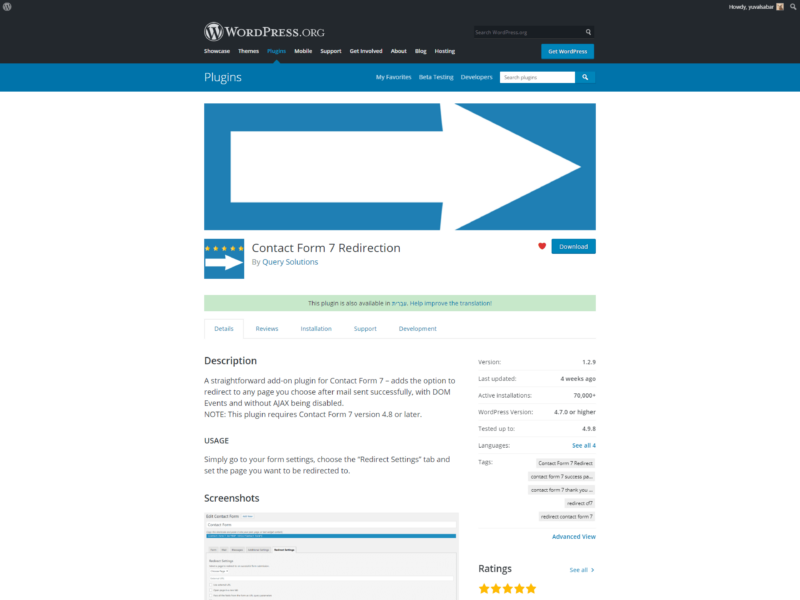 Howdy, yuvalsabar
WORDPRESS.ORG
Search WordPress.org
Showcase Themes Plugins Mobile Support Get Involved About Blog Hosting
Get WordPress
Plugins
My Favorites Beta Testing Developers
Search plugins
Contact Form 7 Redirection
Download
By Query Solutions
This plugin is also available in עברית. Help improve the translation!
Details Reviews Installation Support Development
Description
A straightforward add-on plugin for Contact Form 7 – adds the option to
redirect to any page you choose after mail sent successfully, with DOM
Events and without AJAX being disabled.
NOTE: This plugin requires Contact Form 7 version 4.8 or later.
USAGE
Simply go to your form settings, choose the “Redirect Settings” tab and
set the page you want to be redirected to.
Screenshots
Edit Contact Form
Contact Form
Redirect Settings
Version: 1.2.9
Last updated: 4 weeks ago
Active installations: 70,000+
WordPress Version: 4.7.0 or higher
Tested up to: 4.9.8
Languages: See all 4
Tags: Contact Form 7 Redirect
contact form 7 success pa...
contact form 7 thank you ...
redirect cf7
redirect contact form 7
Advanced View
Ratings See all